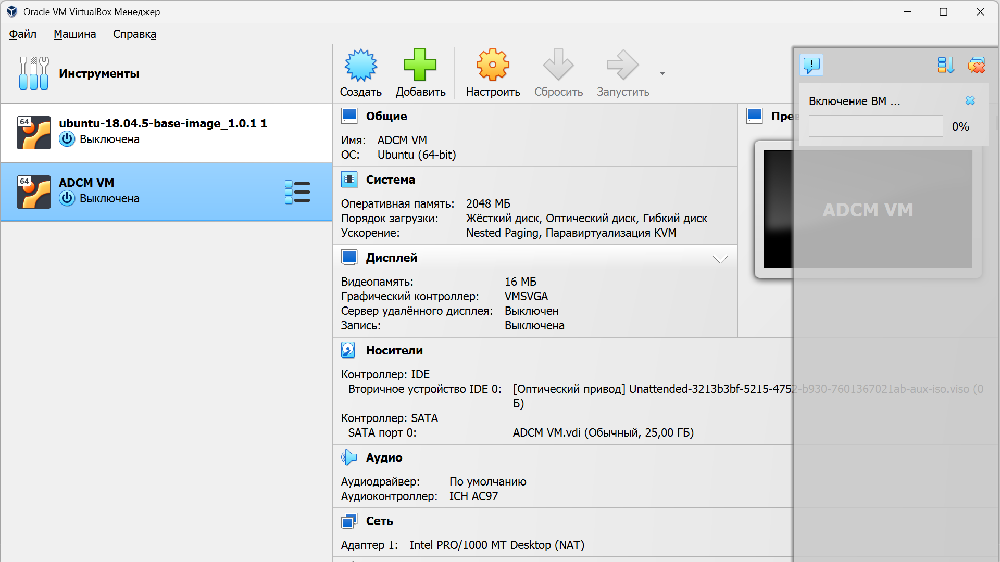 Oracle VM VirtualBox Менеджер
Файл Машина Справка
Инструменты
Создать Добавить Настроить Сбросить Запустить
64
ubuntu-18.04.5-base-image_1.0.1 1
Выключена
64
ADCM VM
Выключена
Общие
Имя: ADCM VM
ОС: Ubuntu (64-bit)
Система
Оперативная память: 2048 МБ
Порядок загрузки: Жёсткий диск, Оптический диск, Гибкий диск
Ускорение: Nested Paging, Паравиртуализация KVM
Дисплей
Видеопамять: 16 МБ
Графический контроллер: VMSVGA
Сервер удалённого дисплея: Выключен
Запись: Выключена
Носители
Контроллер: IDE
Вторичное устройство IDE 0: [Оптический привод] Unattended-3213b3bf-5215-4752-b930-7601367021ab-aux-iso.viso (0
Б)
Контроллер: SATA
SATA порт 0: ADCM VM.vdi (Обычный, 25,00 ГБ)
Аудио
Аудиодрайвер: По умолчанию
Аудиоконтроллер: ICH AC97
Сеть
Адаптер 1: Intel PRO/1000 MT Desktop (NAT)
Включение ВМ ...
0%
ADCM VM